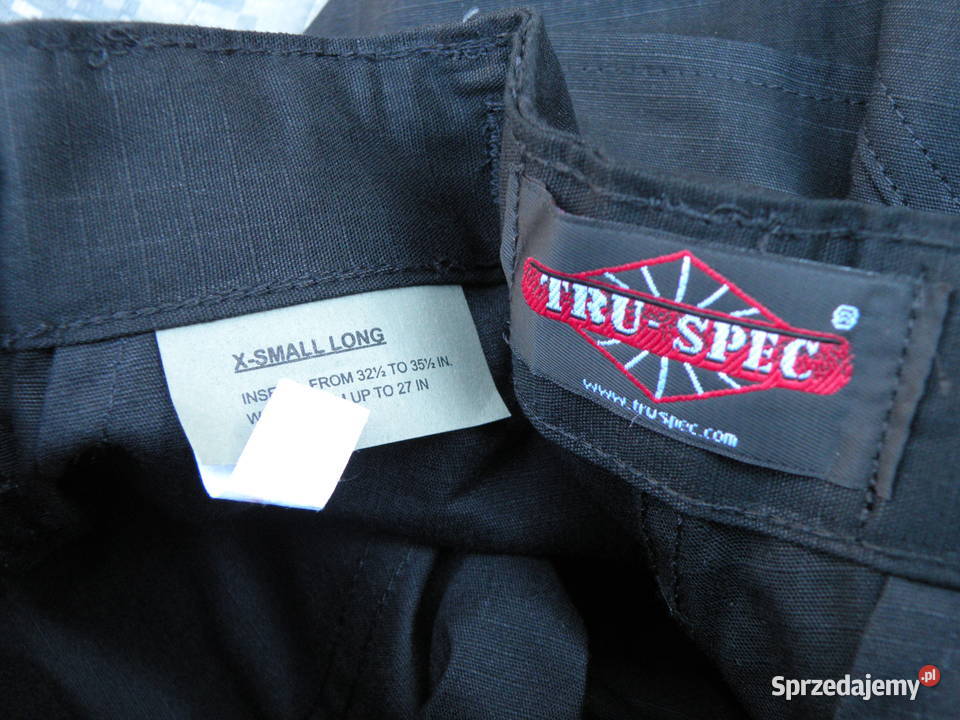 X-SMALL LONG
FROM 32½ TO 35½ IN.
UP TO 27 IN
TRU-SPEC ®
www.truspec.com
Sprzedajemy.pl